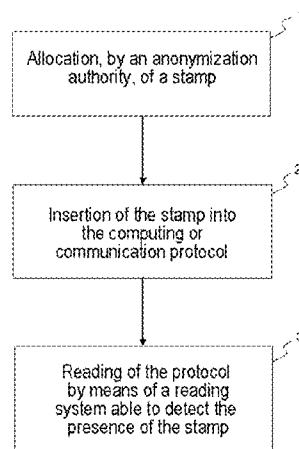 Allocation, by an anonymization
authority, of a stamp
2
Insertion of the stamp into
the computing or
communication protocol
Reading of the protocol
by means of a reading
system able to detect the
presence of the stamp